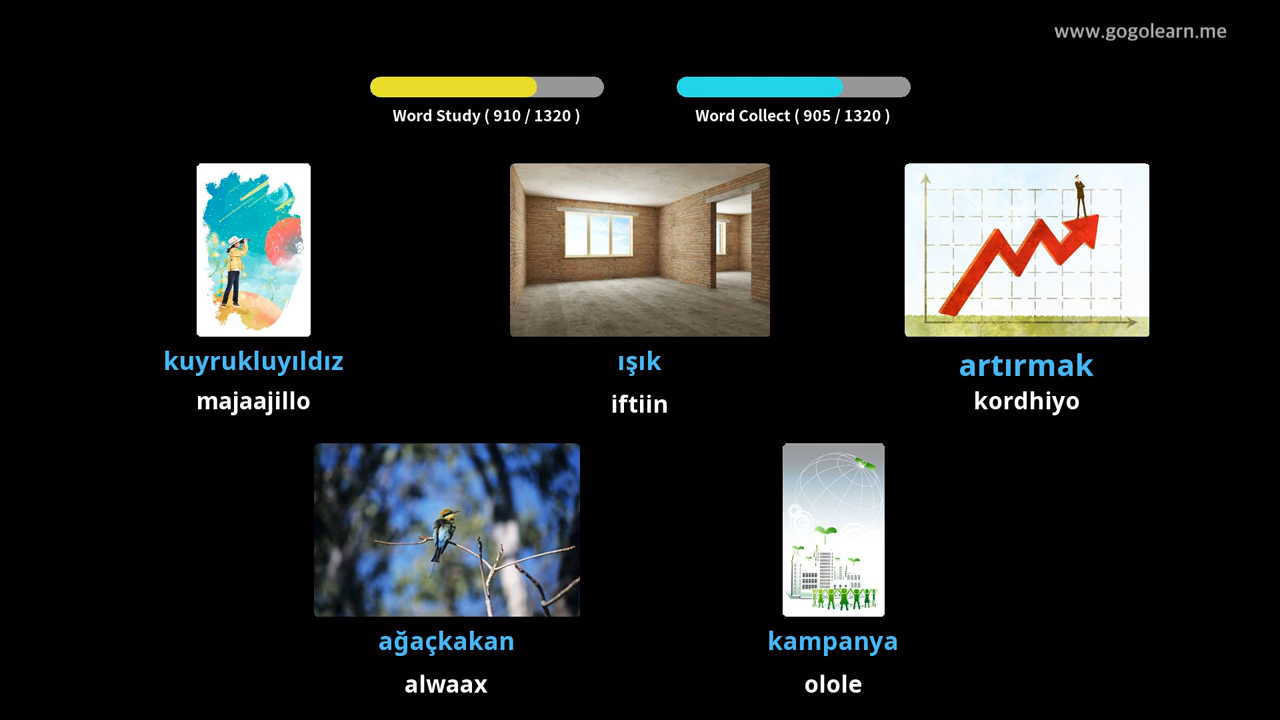 www.gogolearn.me
Word Study ( 910 / 1320 )
Word Collect ( 905 / 1320 )
kuyrukluyıldız
majaajillo
ışık
iftiin
artırmak
kordhiyo
ağaçkakan
alwaax
kampanya
olole